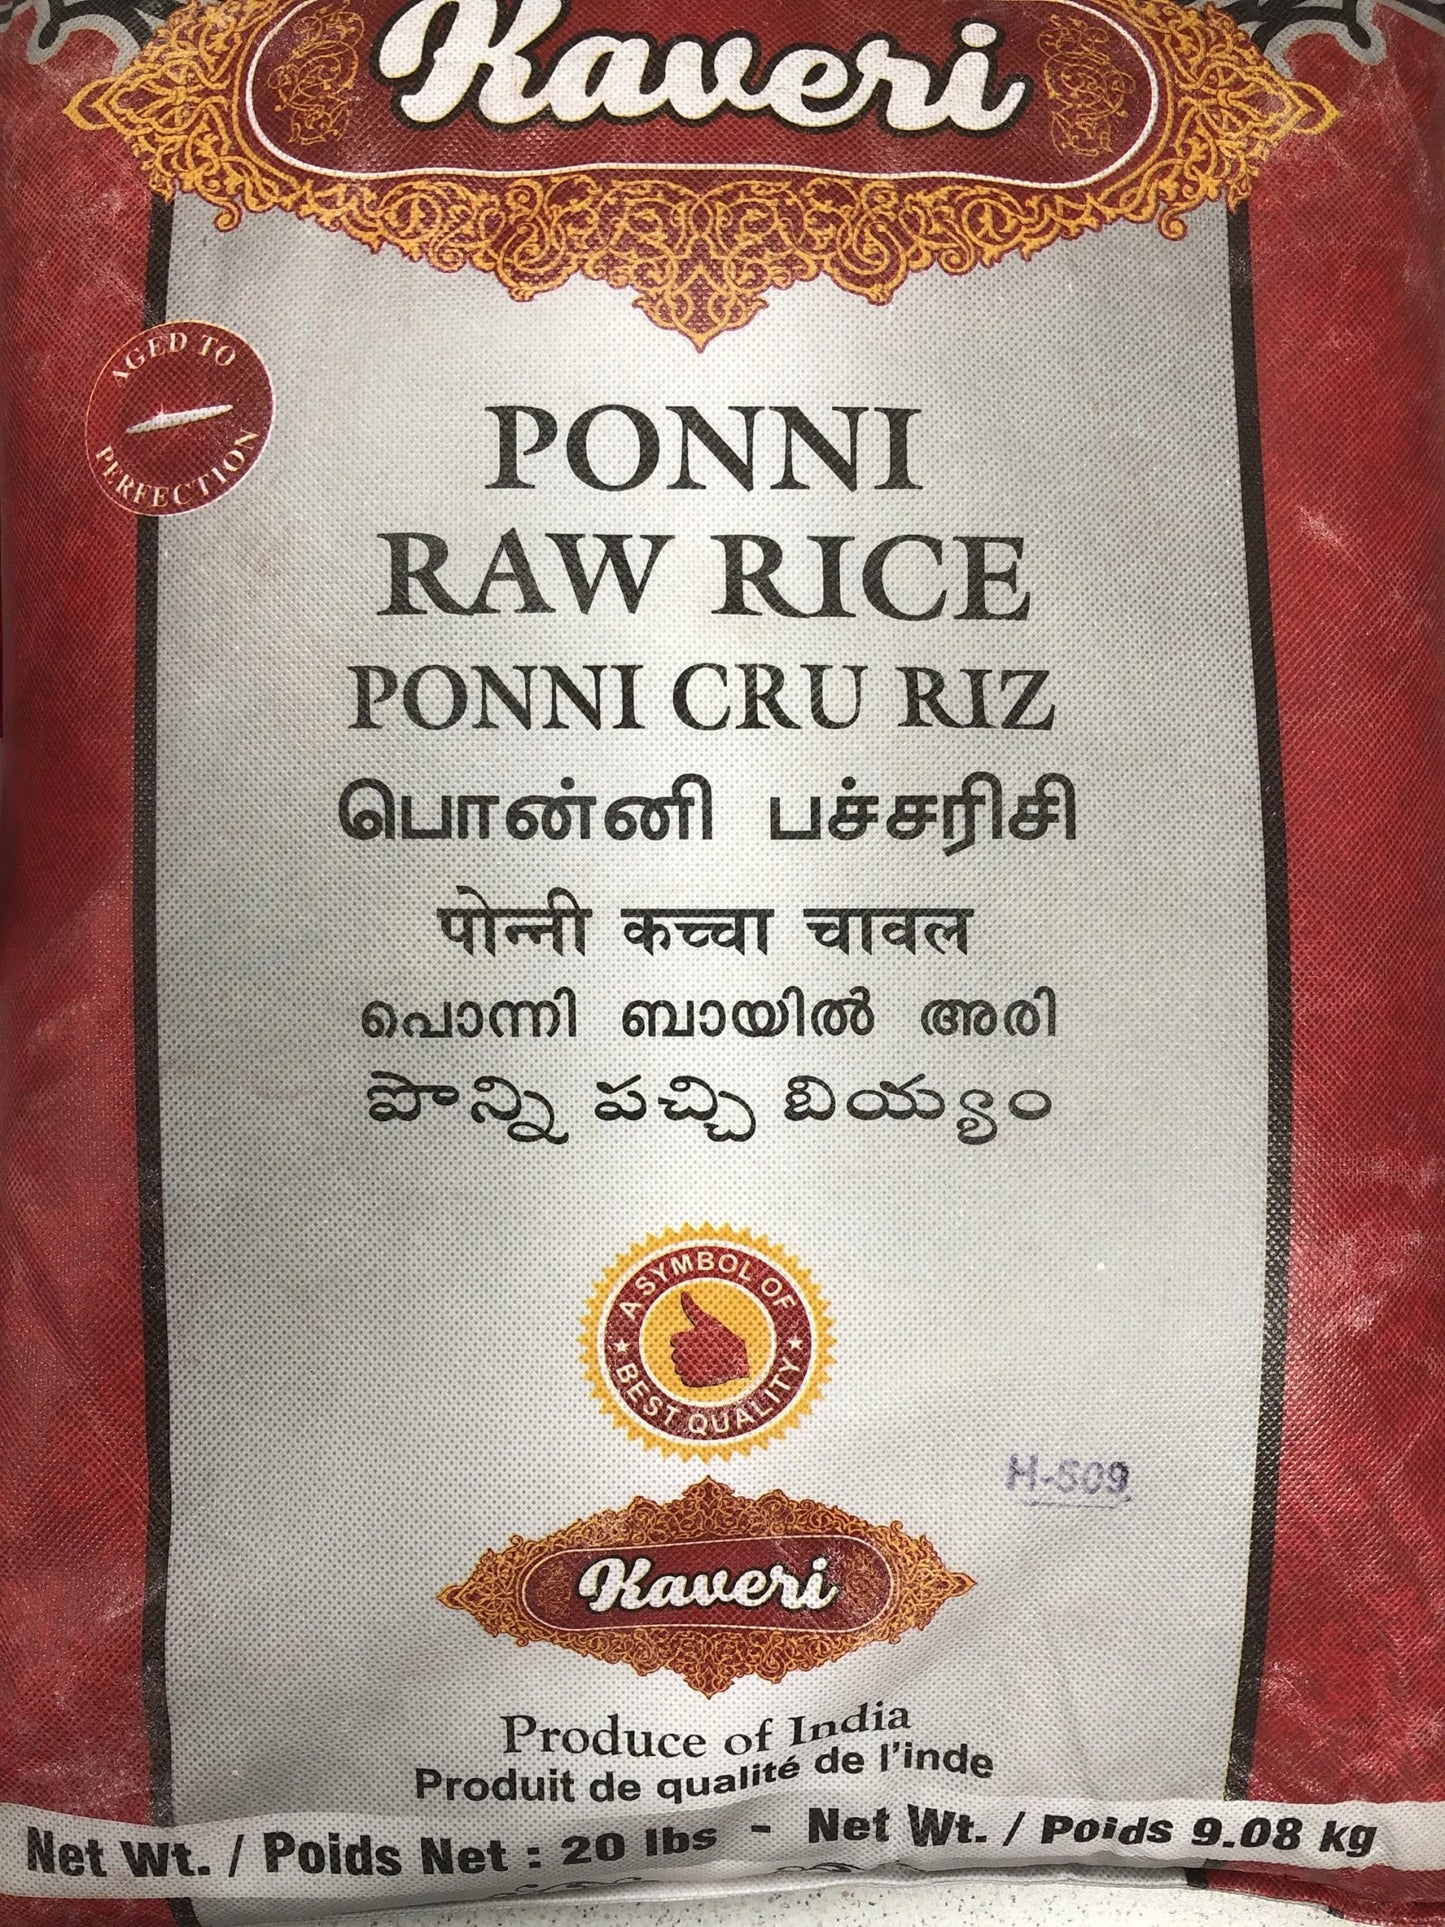 Kaveri
AGED TO
PERFECTION
PONNI
RAW RICE
PONNI CRU RIZ
பொன்னி பச்சரிசி
पोन्नी कच्चा चावल
പൊന്നി ബായിൽ അരി
పొన్ని పచ్చి బియ్యం
A SYMBOL OF
★ BEST QUALITY ★
H-S09
Kaveri
Produce of India
Produit de qualité de l'inde
Net Wt. / Poids Net : 20 lbs - Net Wt. / Poids 9.08 kg